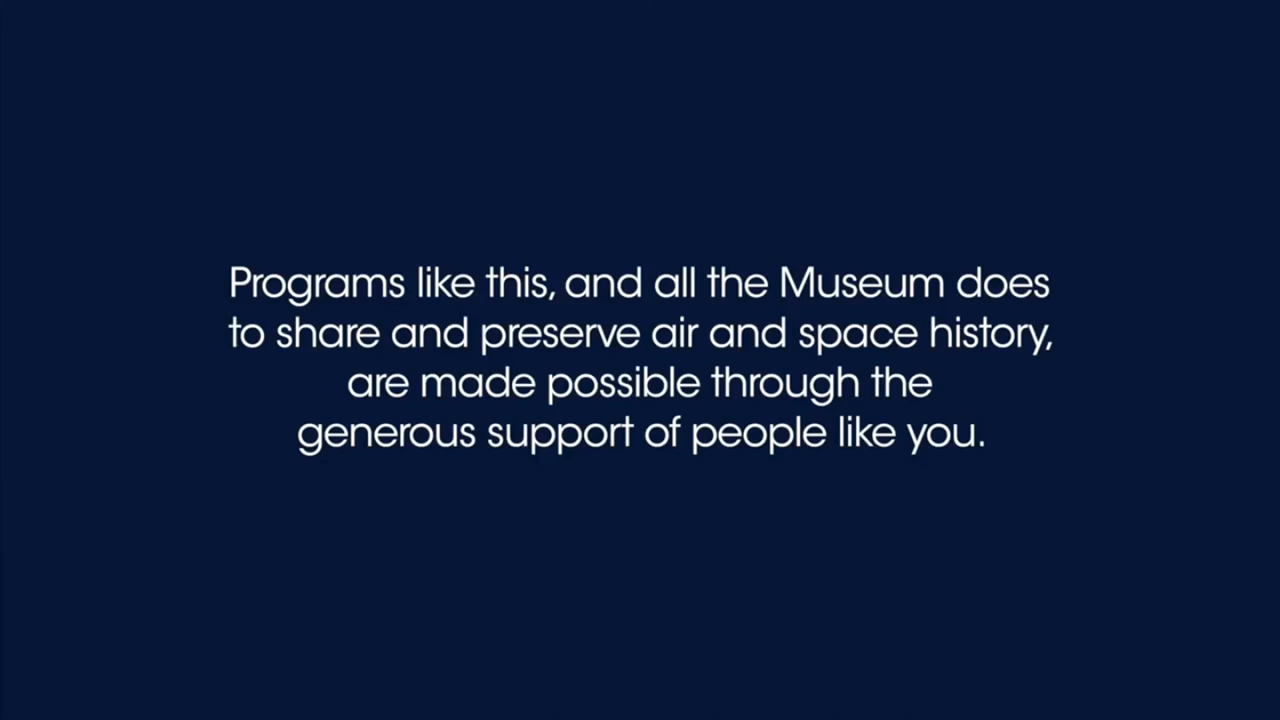 Programs like this, and all the Museum does
to share and preserve air and space history,
are made possible through the
generous support of people like you.